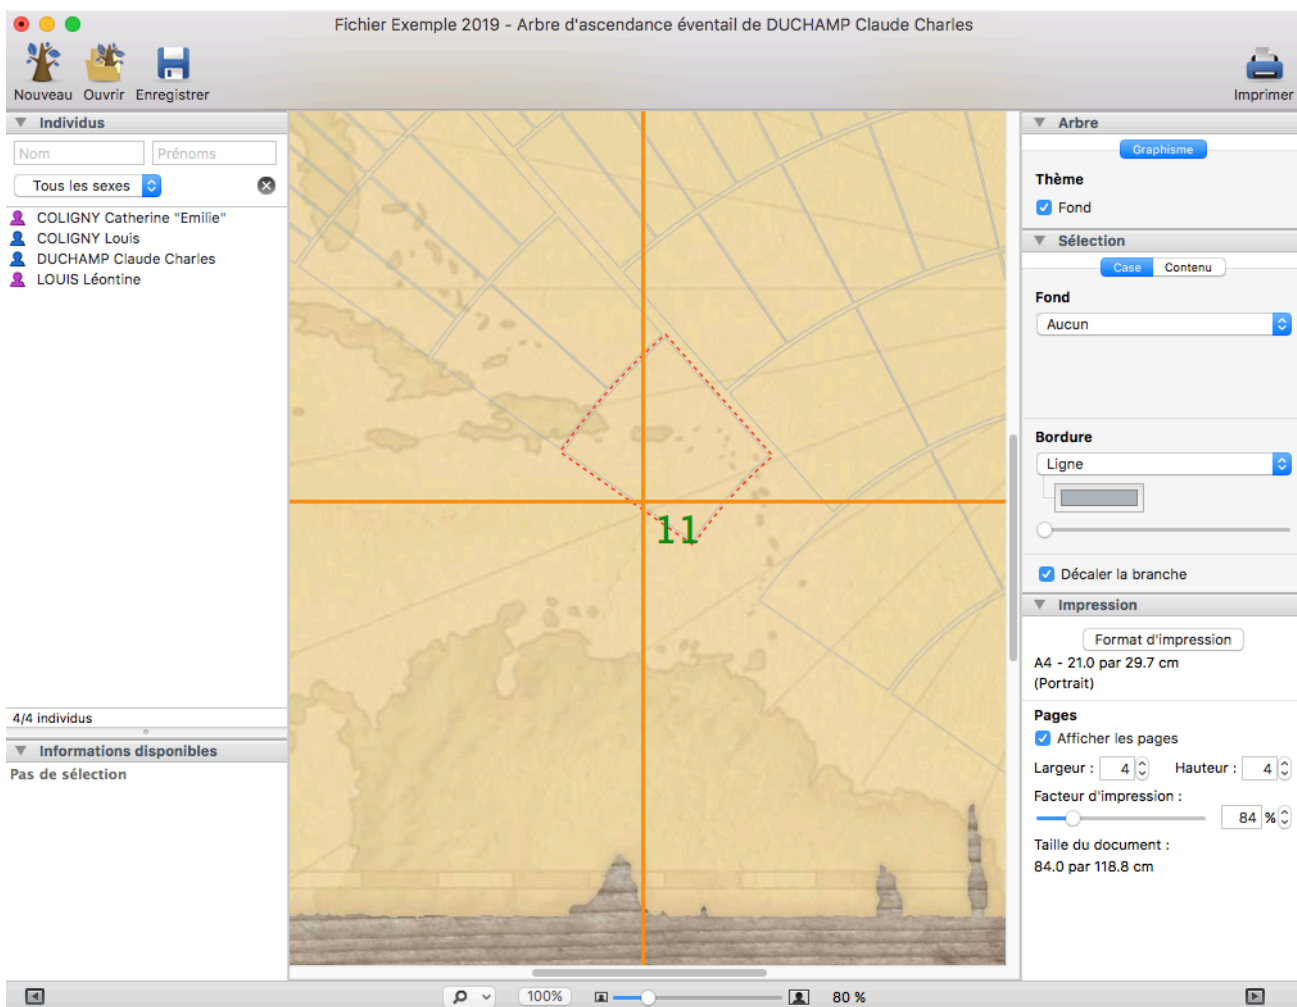 Fichier Exemple 2019 - Arbre d'ascendance éventail de DUCHAMP Claude Charles
Nouveau Ouvrir Enregistrer
Imprimer
Individus
Nom Prénoms
Tous les sexes
COLIGNY Catherine "Emilie"
COLIGNY Louis
DUCHAMP Claude Charles
LOUIS Léontine
4/4 individus
Informations disponibles
Pas de sélection
11
Arbre
Graphisme
Thème
Fond
Sélection
Case Contenu
Fond
Aucun
Bordure
Ligne
Décaler la branche
Impression
Format d'impression
A4 - 21.0 par 29.7 cm
(Portrait)
Pages
Afficher les pages
Largeur : 4 Hauteur : 4
Facteur d'impression :
84 %
Taille du document :
84.0 par 118.8 cm
100% 80 %